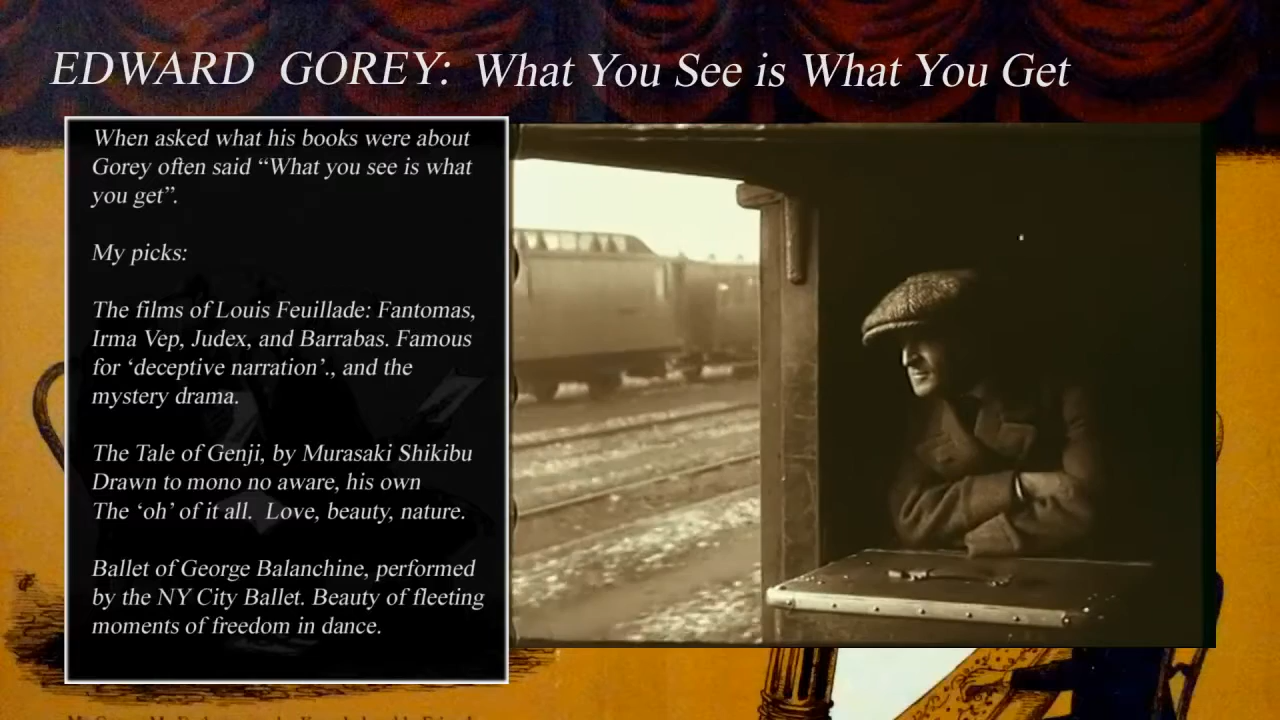 EDWARD GOREY: What You See is What You Get
When asked what his books were about
Gorey often said “What you see is what
you get”.
My picks:
The films of Louis Feuillade: Fantomas,
Irma Vep, Judex, and Barrabas. Famous
for ‘deceptive narration’., and the
mystery drama.
The Tale of Genji, by Murasaki Shikibu
Drawn to mono no aware, his own
The ‘oh’ of it all. Love, beauty, nature.
Ballet of George Balanchine, performed
by the NY City Ballet. Beauty of fleeting
moments of freedom in dance.